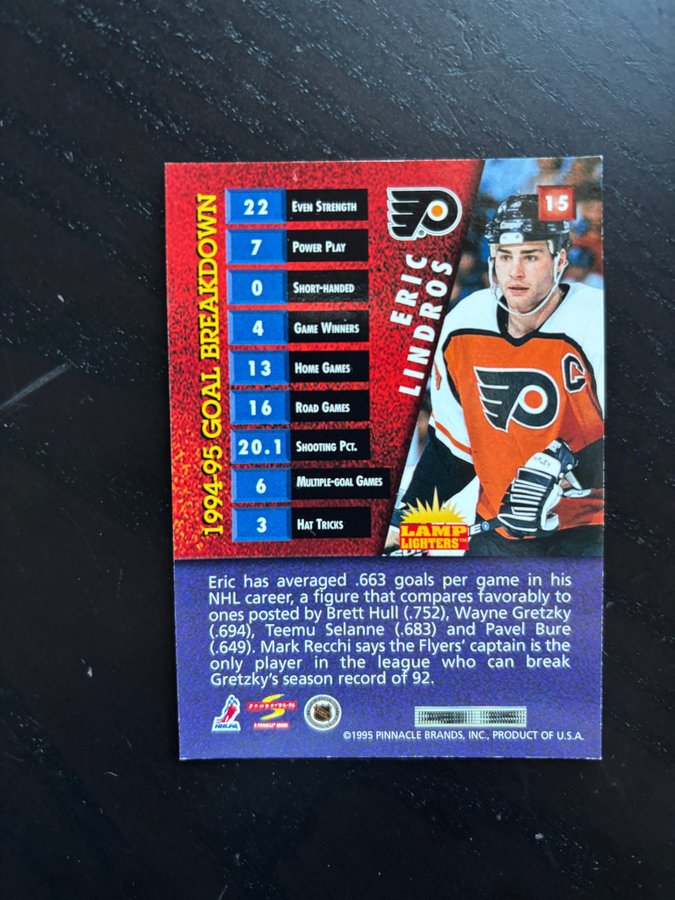 1994-95 GOAL BREAKDOWN
22 EVEN STRENGTH
7 POWER PLAY
0 SHORT-HANDED
4 GAME WINNERS
13 HOME GAMES
16 ROAD GAMES
20.1 SHOOTING PCT.
6 MULTIPLE-GOAL GAMES
3 HAT TRICKS
ERIC
LINDROS
15
C
LAMP
LIGHTERS™
Eric has averaged .663 goals per game in his
NHL career, a figure that compares favorably to
ones posted by Brett Hull (.752), Wayne Gretzky
(.694), Teemu Selanne (.683) and Pavel Bure
(.649). Mark Recchi says the Flyers' captain is
the only player in the league who can break
Gretzky's season record of 92.
NHLPA
©1995 PINNACLE BRANDS, INC., PRODUCT OF U.S.A.